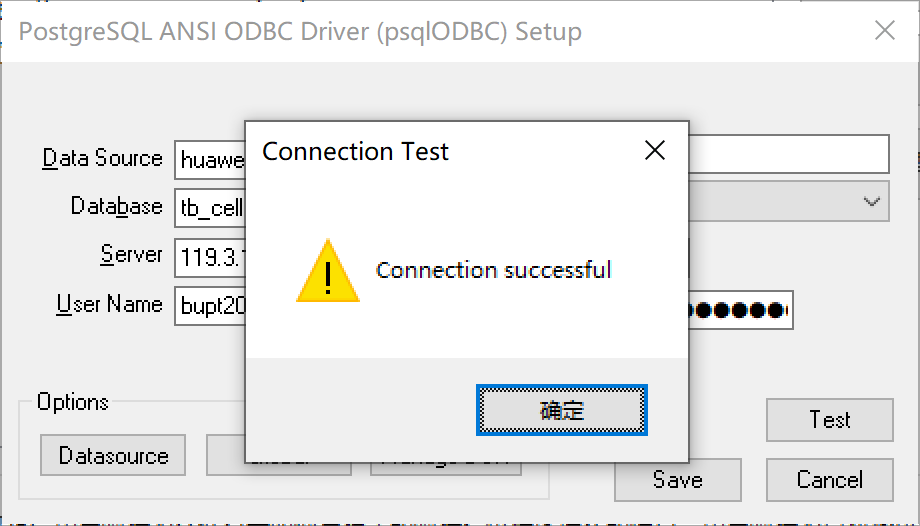 PostgreSQL ANSI ODBC Driver (psqlODBC) Setup
Connection Test
Data Source
huawe
Database
tb_cell
Server
119.3.
Connection successful
User Name
bupt20
确定
Options
Datasource
Test
Save
Cancel